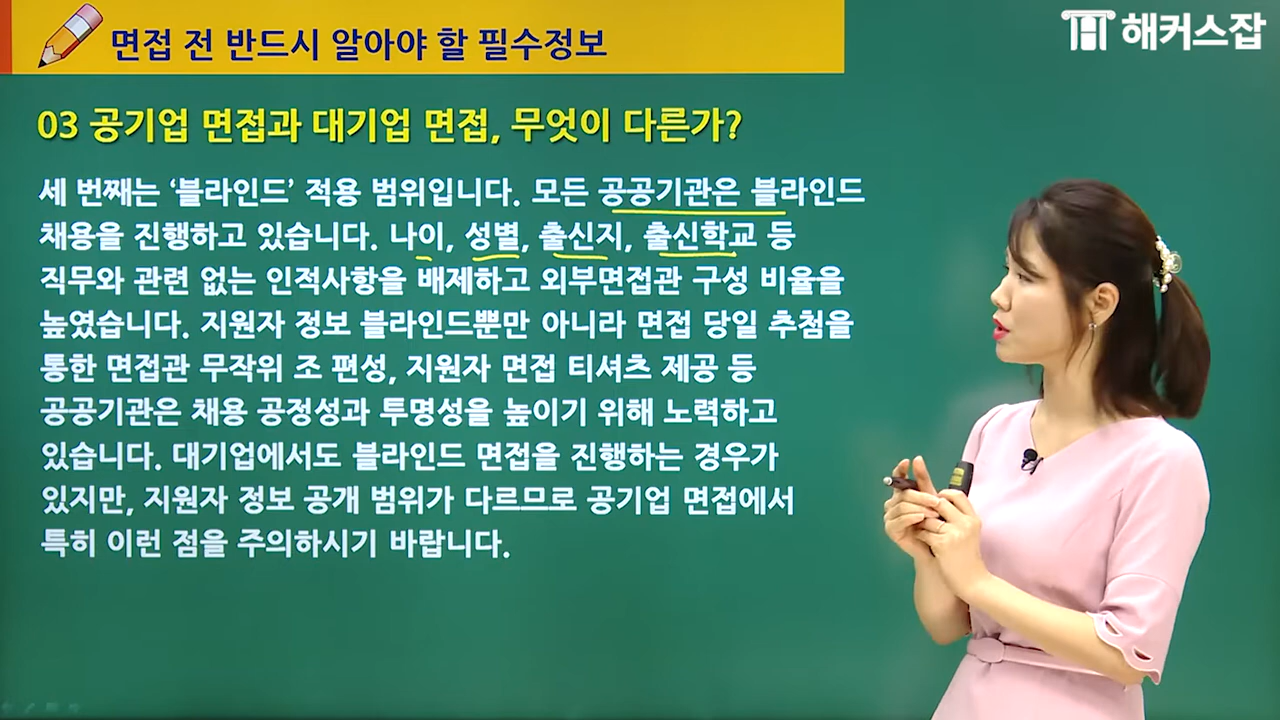 면접 전 반드시 알아야 할 필수정보
해커스잡
03 공기업 면접과 대기업 면접, 무엇이 다른가?
세 번째는 ‘블라인드’ 적용 범위입니다. 모든 공공기관은 블라인드
채용을 진행하고 있습니다. 나이, 성별, 출신지, 출신학교 등
직무와 관련 없는 인적사항을 배제하고 외부면접관 구성 비율을
높였습니다. 지원자 정보 블라인드뿐만 아니라 면접 당일 추첨을
통한 면접관 무작위 조 편성, 지원자 면접 티셔츠 제공 등
공공기관은 채용 공정성과 투명성을 높이기 위해 노력하고
있습니다. 대기업에서도 블라인드 면접을 진행하는 경우가
있지만, 지원자 정보 공개 범위가 다르므로 공기업 면접에서
특히 이런 점을 주의하시기 바랍니다.